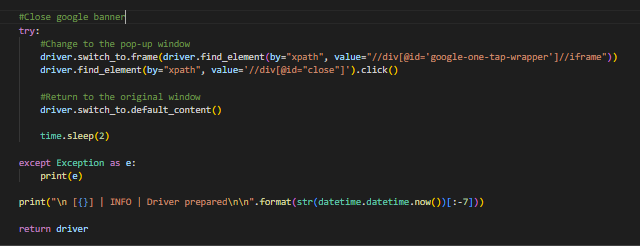 #Close google banner
try:
    #Change to the pop-up window
    driver.switch_to.frame(driver.find_element(by="xpath", value="//div[@id='google-one-tap-wrapper']//iframe"))
    driver.find_element(by="xpath", value='//div[@id="close"]').click()
    #Return to the original window
    driver.switch_to.default_content()
    time.sleep(2)
except Exception as e:
    print(e)
print("\n [{}] | INFO | Driver prepared\n\n".format(str(datetime.datetime.now())[:-7]))
return driver